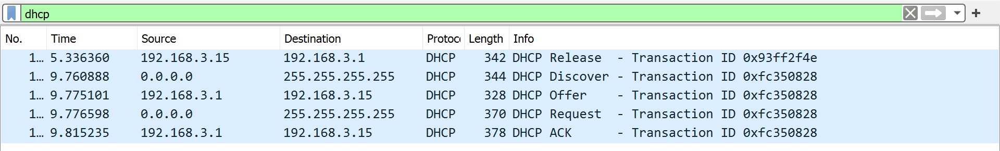 dhcp
No. Time Source Destination Protoc Length Info
1… 5.336360 192.168.3.15 192.168.3.1 DHCP 342 DHCP Release - Transaction ID 0x93ff2f4e
1… 9.760888 0.0.0.0 255.255.255.255 DHCP 344 DHCP Discover - Transaction ID 0xfc350828
1… 9.775101 192.168.3.1 192.168.3.15 DHCP 328 DHCP Offer - Transaction ID 0xfc350828
1… 9.776598 0.0.0.0 255.255.255.255 DHCP 370 DHCP Request - Transaction ID 0xfc350828
1… 9.815235 192.168.3.1 192.168.3.15 DHCP 378 DHCP ACK - Transaction ID 0xfc350828